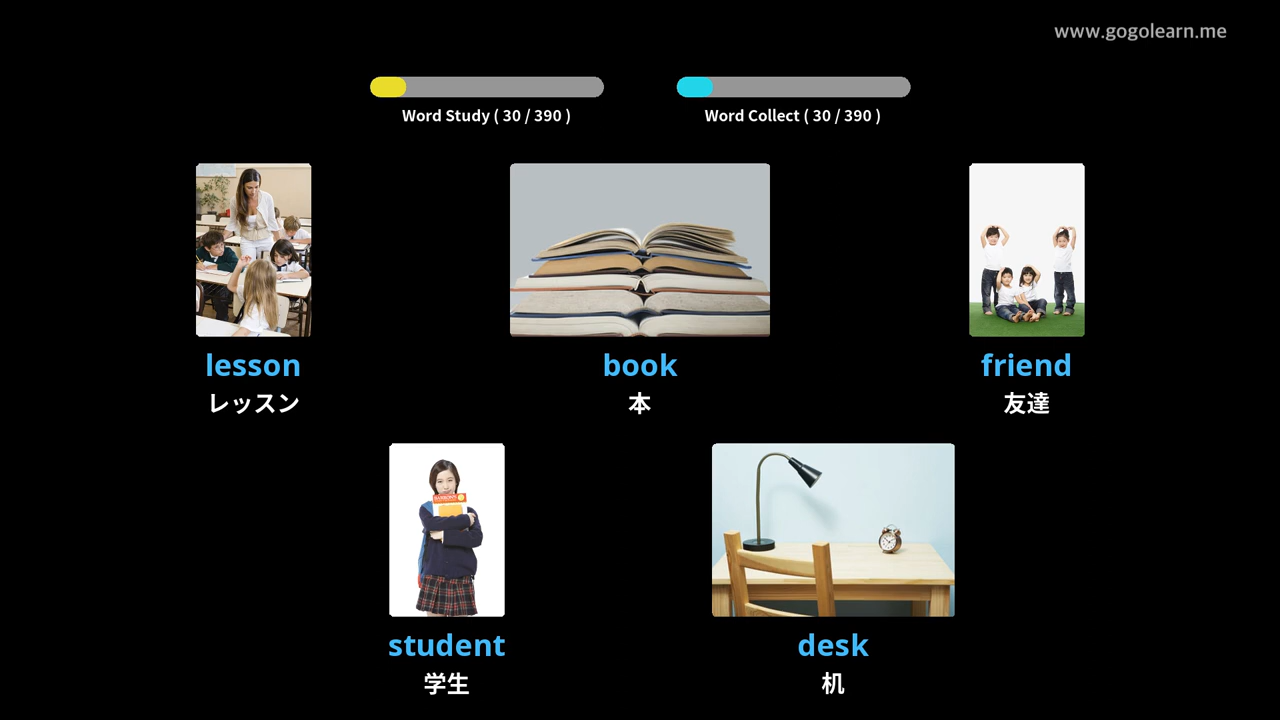 www.gogolearn.me
Word Study ( 30 / 390 )
Word Collect ( 30 / 390 )
lesson
レッスン
book
本
friend
友達
student
学生
desk
机